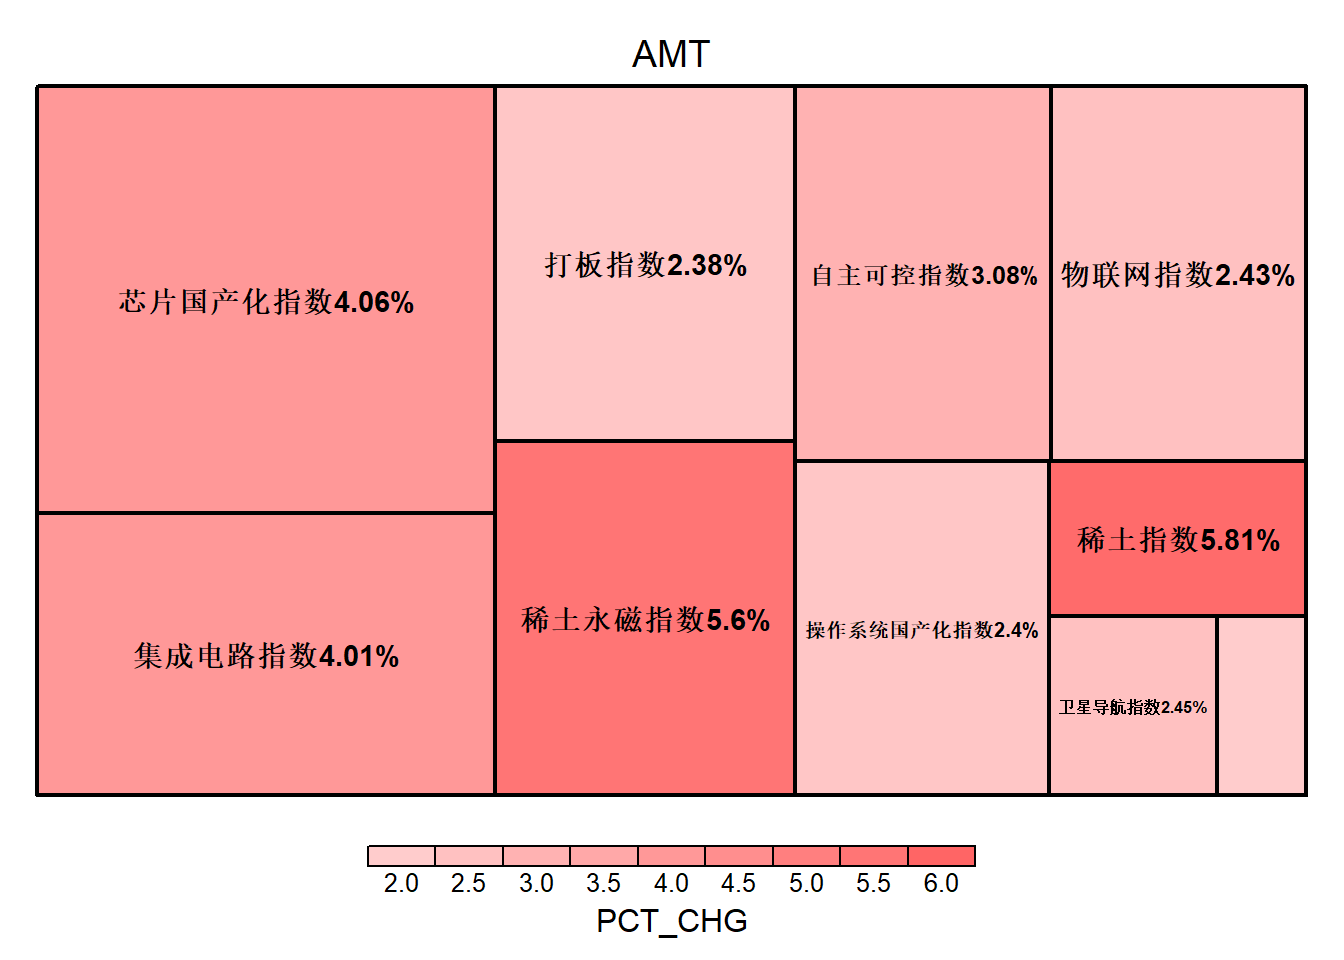 AMT
芯片国产化指数4.06%
打板指数2.38%
自主可控指数3.08%
物联网指数2.43%
集成电路指数4.01%
稀土永磁指数5.6%
操作系统国产化指数2.4%
稀土指数5.81%
卫星导航指数2.45%
2.0 2.5 3.0 3.5 4.0 4.5 5.0 5.5 6.0
PCT_CHG